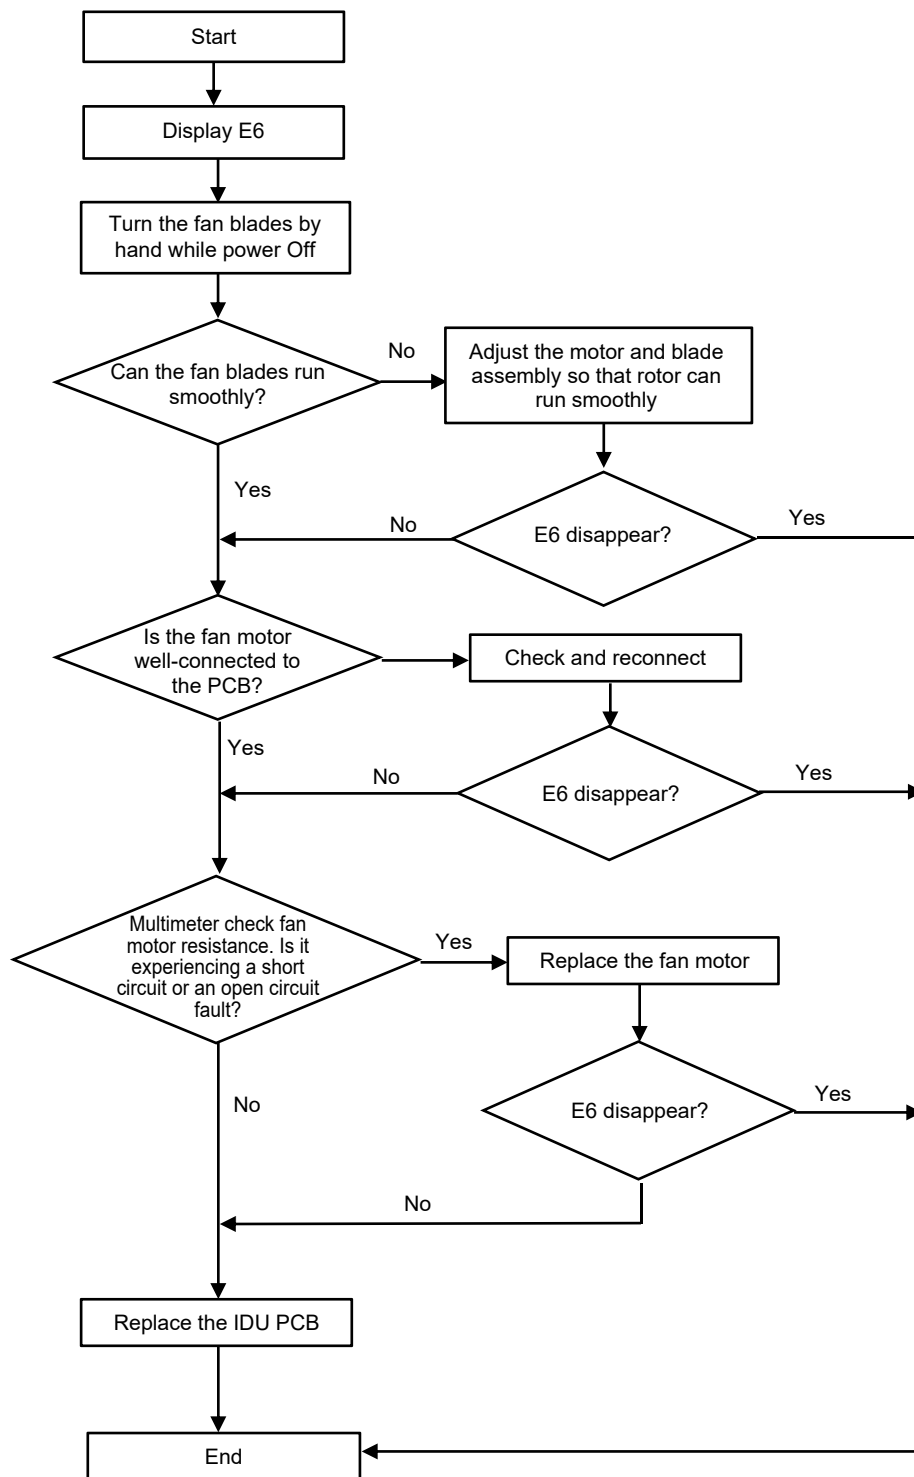 Start
Display E6
Turn the fan blades by
hand while power Off
Can the fan blades run
smoothly?
No
Adjust the motor and blade
assembly so that rotor can
run smoothly
Yes
No
E6 disappear?
Yes
Is the fan motor
well-connected to
the PCB?
Check and reconnect
Yes
No
E6 disappear?
Yes
Multimeter check fan
motor resistance. Is it
experiencing a short
circuit or an open circuit
fault?
Yes
Replace the fan motor
No
E6 disappear?
Yes
No
Replace the IDU PCB
End